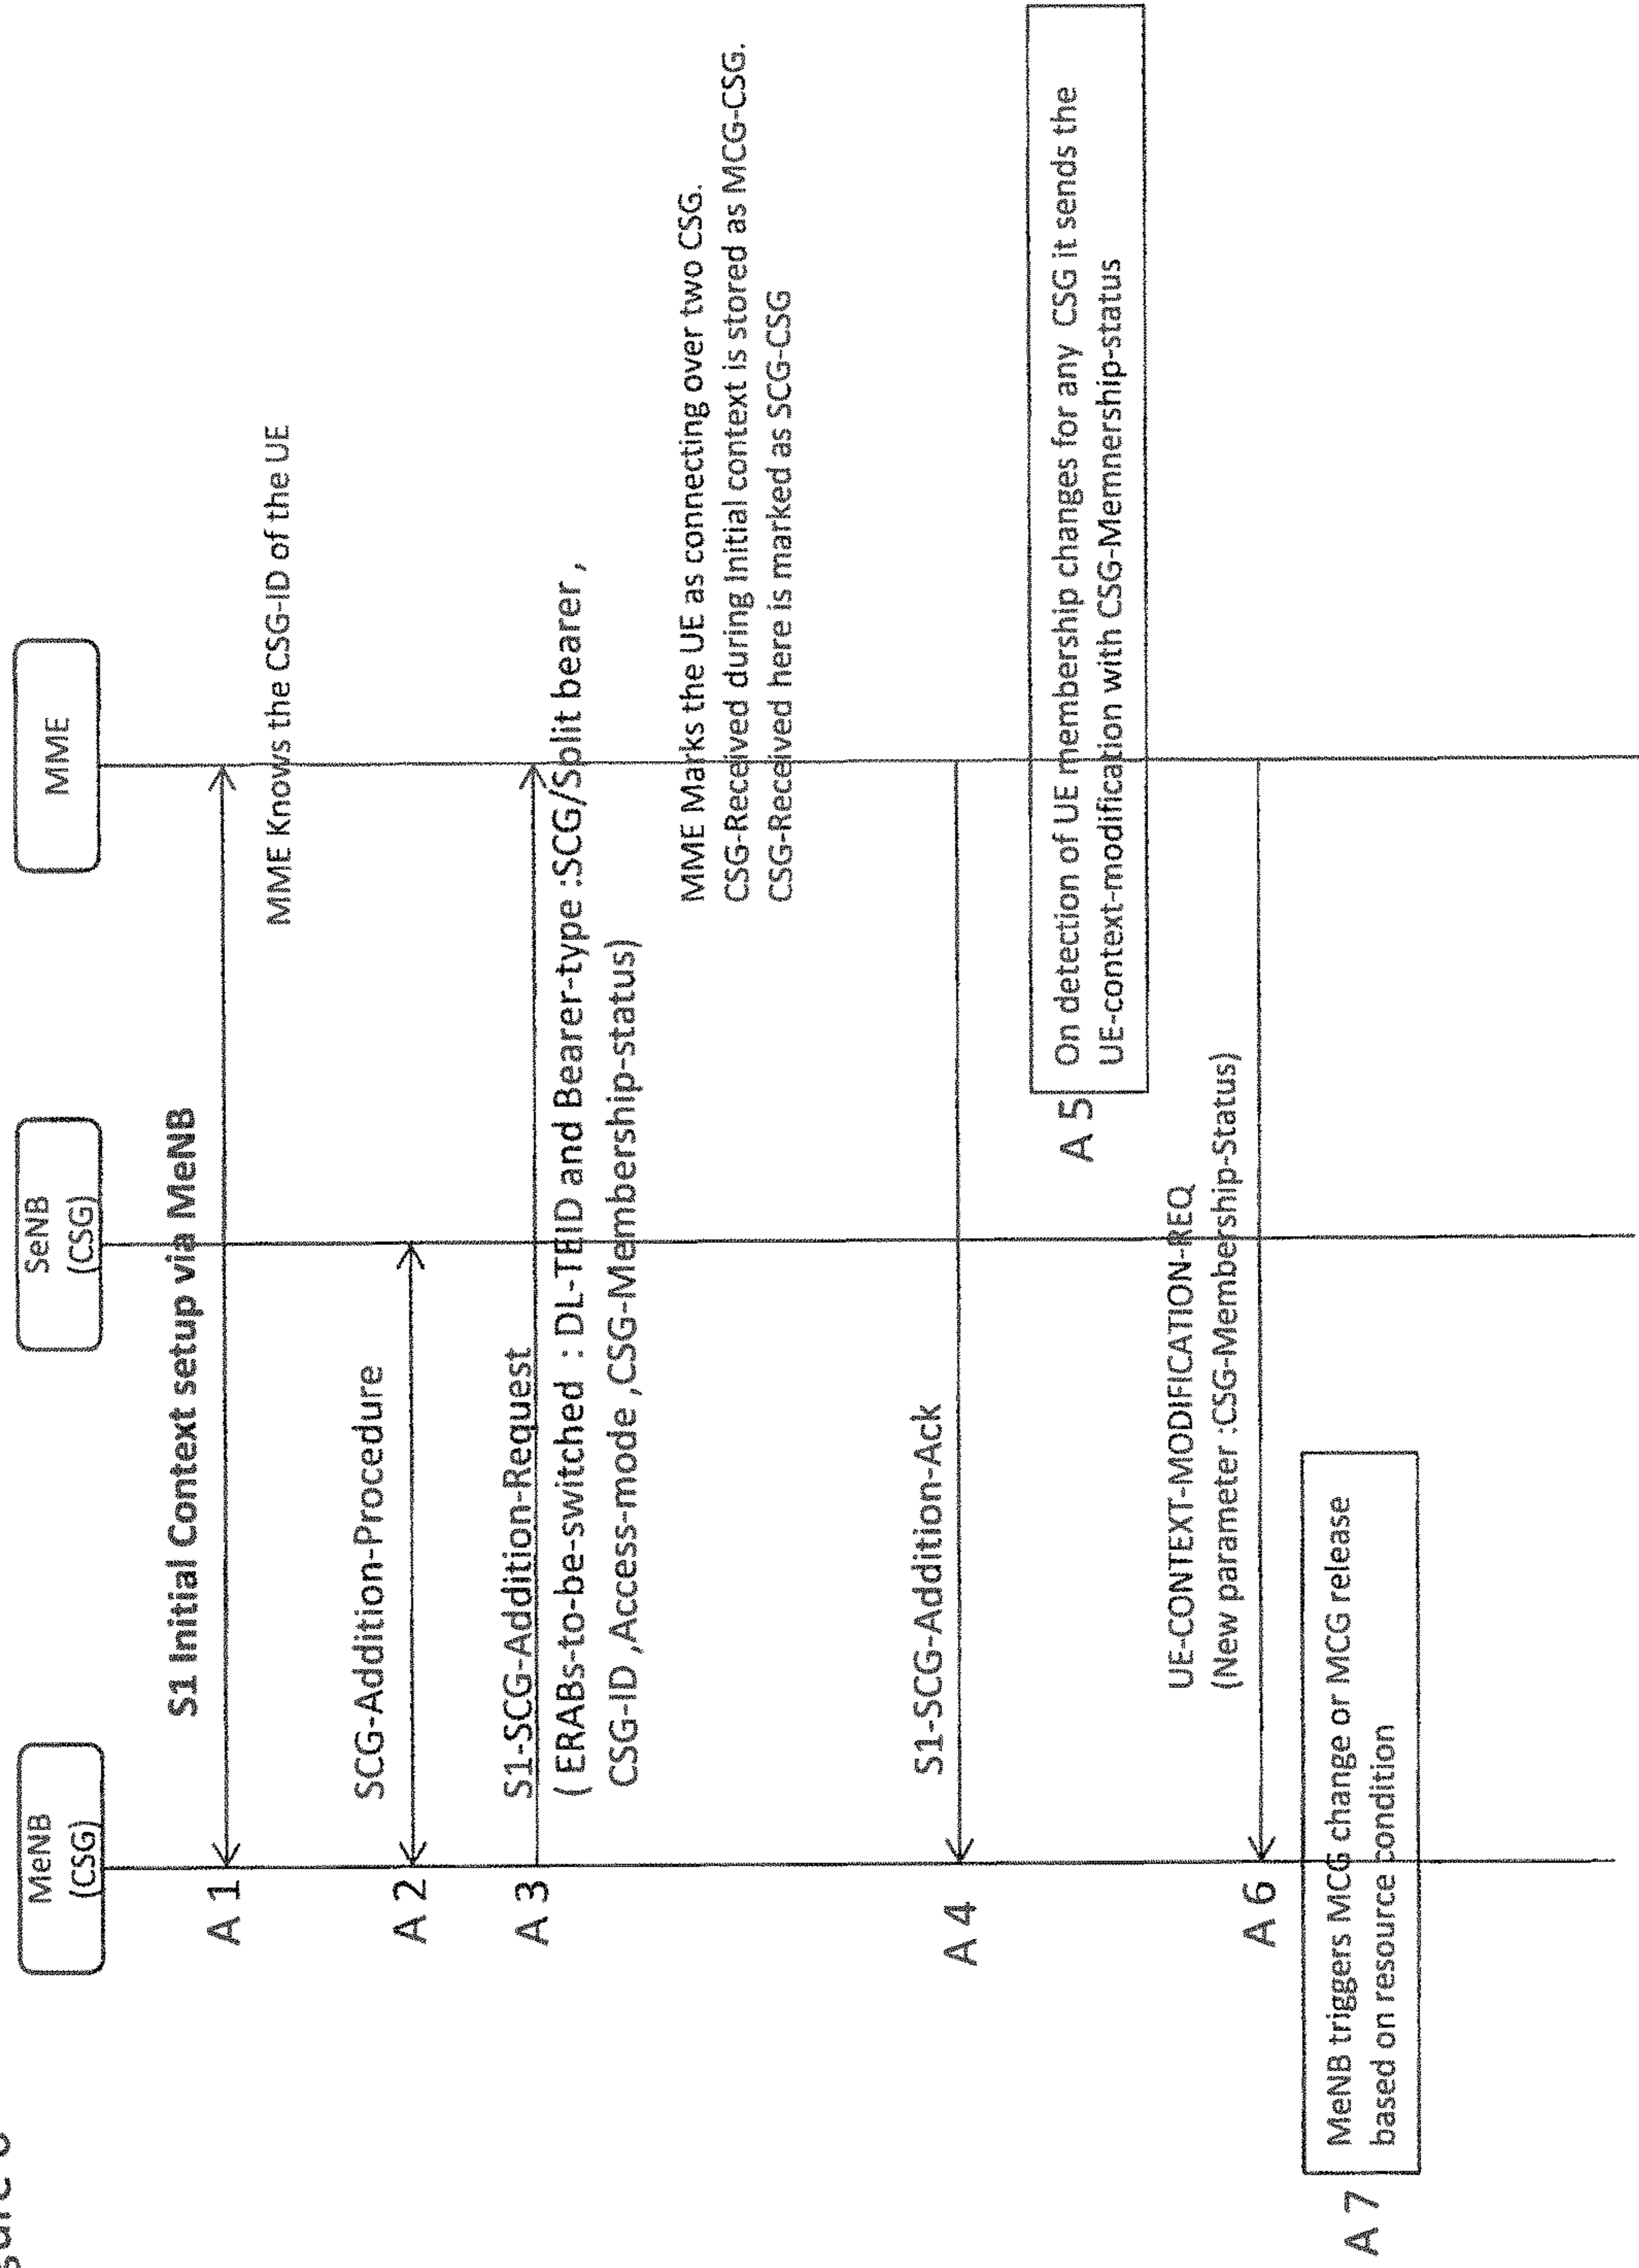 MeNB
(CSG)
SeNB
(CSG)
MME
S1 Initial Context setup via MeNB
A 1
MME Knows the CSG-ID of the UE
SCG-Addition-Procedure
A 2
S1-SCG-Addition-Request
A 3
( ERABs-to-be-switched : DL-TEID and Bearer-type :SCG/Split bearer ,
CSG-ID ,Access-mode ,CSG-Membership-status)
MME Marks the UE as connecting over two CSG.
CSG-Received during Initial context is stored as MCG-CSG.
CSG-Received here is marked as SCG-CSG
S1-SCG-Addition-Ack
A 4
A 5
On detection of UE membership changes for any CSG it sends the
UE-context-modification with CSG-Memnership-status
UE-CONTEXT-MODIFICATION-REQ
(New parameter :CSG-Membership-Status)
A 6
A 7
MeNB triggers MCG change or MCG release
based on resource condition